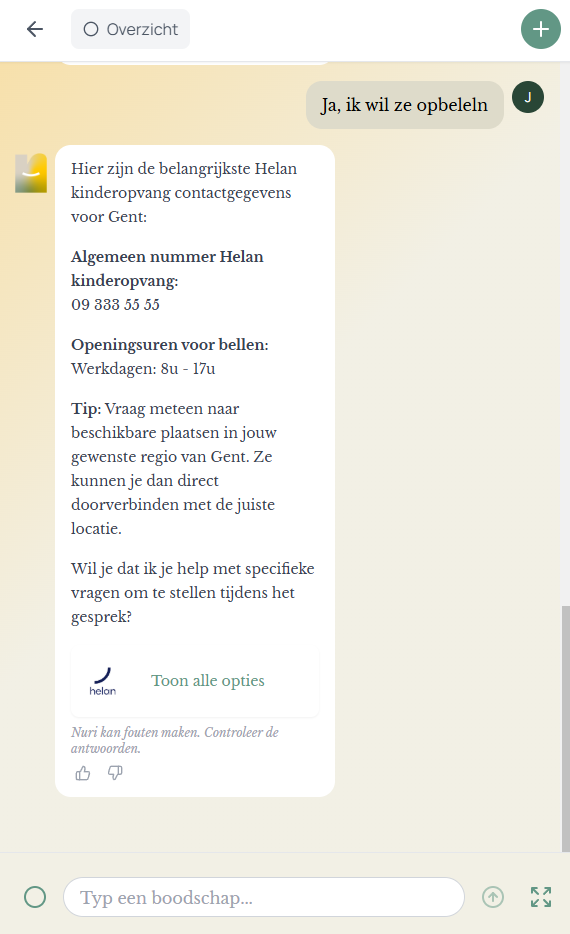 Overzicht
Ja, ik wil ze opbeleln
J
Hier zijn de belangrijkste Helan
kinderopvang contactgegevens
voor Gent:
Algemeen nummer Helan
kinderopvang:
09 333 55 55
Openingsuren voor bellen:
Werkdagen: 8u - 17u
Tip: Vraag meteen naar
beschikbare plaatsen in jouw
gewenste regio van Gent. Ze
kunnen je dan direct
doorverbinden met de juiste
locatie.
Wil je dat ik je help met specifieke
vragen om te stellen tijdens het
gesprek?
helan
Toon alle opties
Nuri kan fouten maken. Controleer de
antwoorden.
Typ een boodschap...